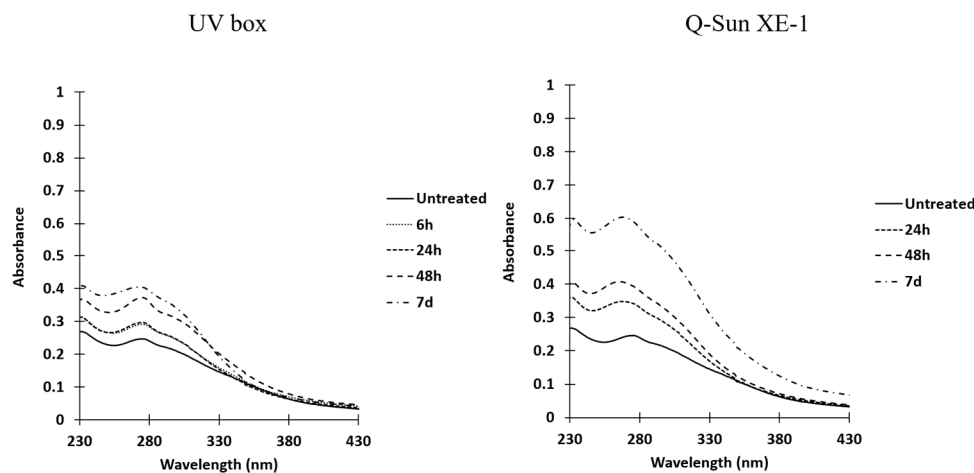 UV box
Q-Sun XE-1
1
0.9
0.8
0.7
0.6
0.5
0.4
0.3
0.2
0.1
0
Absorbance
230 280 330 380 430
Wavelength (nm)
Untreated
6h
24h
48h
7d
1
0.9
0.8
0.7
0.6
0.5
0.4
0.3
0.2
0.1
0
Absorbance
230 280 330 380 430
Wavelength (nm)
Untreated
24h
48h
7d